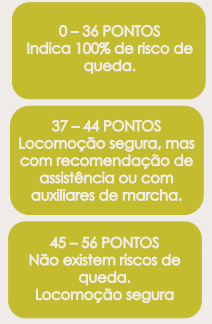 0 – 36 PONTOS
Indica 100% de risco de
queda.
37 – 44 PONTOS
Locomoção segura, mas
com recomendação de
assistência ou com
auxiliares de marcha.
45 – 56 PONTOS
Não existem riscos de
queda.
Locomoção segura